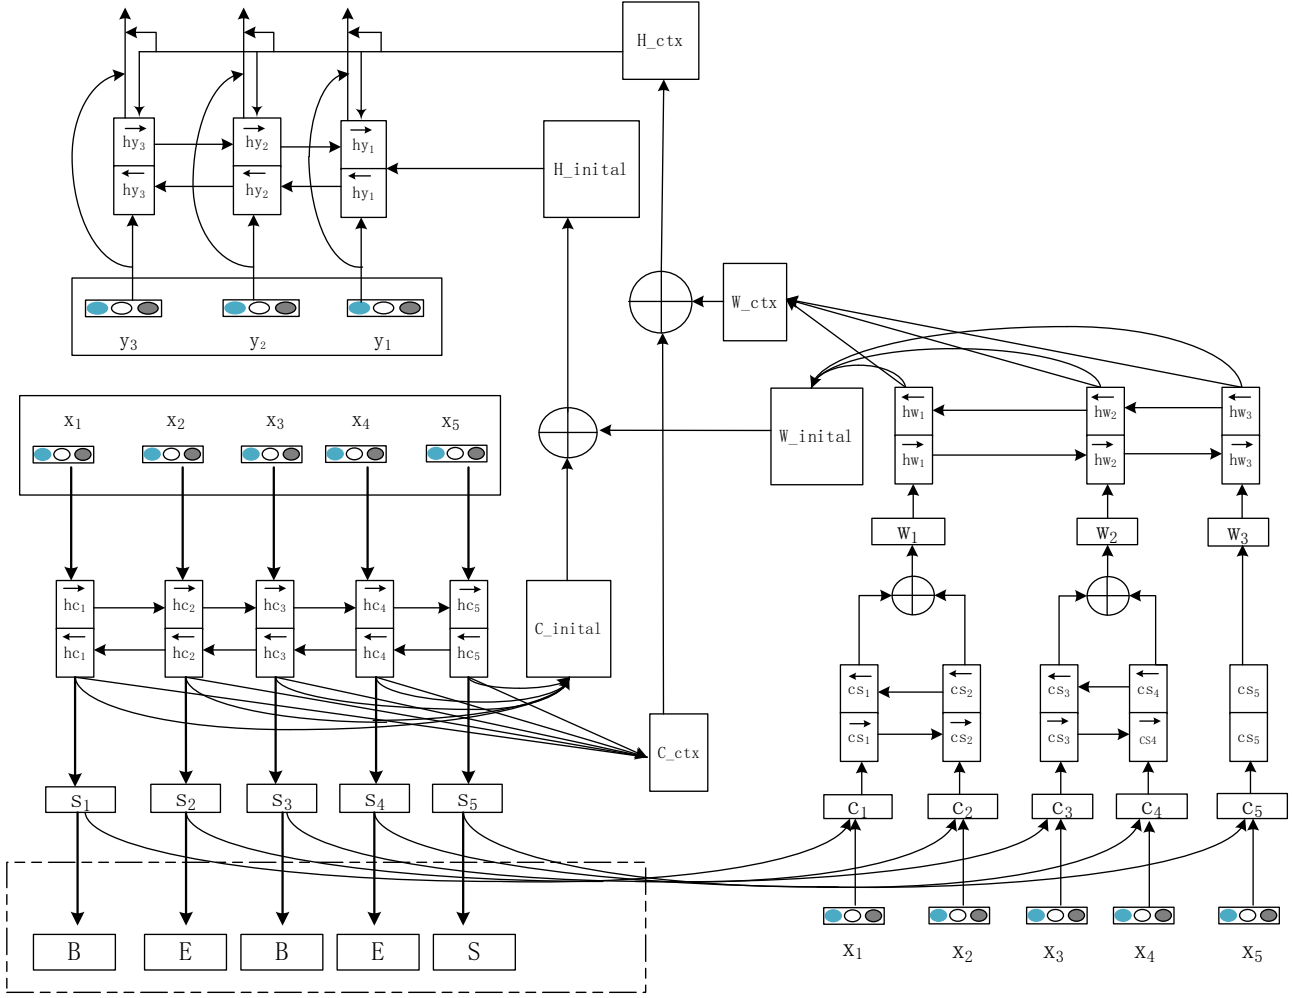 H_ctx
hy₃ hy₂ hy₁
hy₃ hy₂ hy₁
H_inital
W_ctx
y₃ y₂ y₁
x₁ x₂ x₃ x₄ x₅
W_inital
hw₁ hw₂ hw₃
hw₁ hw₂ hw₃
W₁ W₂ W₃
hc₁ hc₂ hc₃ hc₄ hc₅
hc₁ hc₂ hc₃ hc₄ hc₅
C_inital
cs₁ cs₂ cs₃ cs₄ cs₅
cs₁ cs₂ cs₃ CS4 cs₅
C_ctx
S₁ S₂ S₃ S₄ S₅
C₁ C₂ C₃ C₄ C₅
B E B E S
X₁ X₂ X₃ X₄ X₅